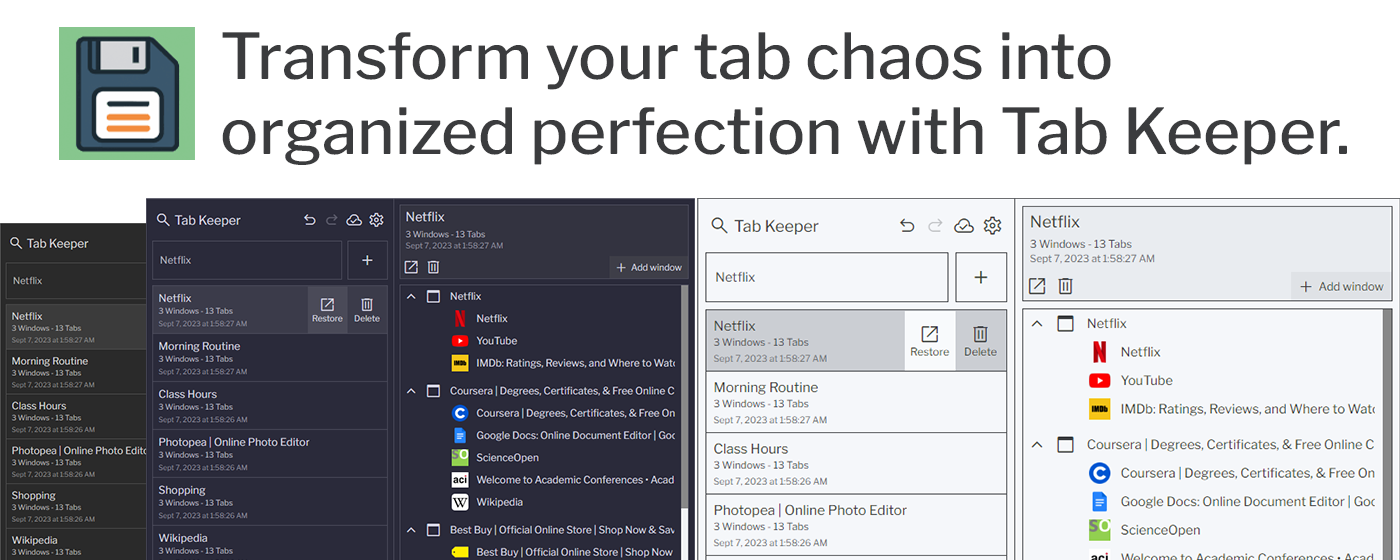 Transform your tab chaos into
organized perfection with Tab Keeper.
Tab Keeper
Netflix
Netflix
3 Windows - 13 Tabs
Sept 7, 2023 at 1:58:27 AM
Morning Routine
3 Windows - 13 Tabs
Sept 7, 2023 at 1:58:27 AM
Class Hours
3 Windows - 13 Tabs
Sept 7, 2023 at 1:58:27 AM
Photopea | Online Photo Edito
3 Windows - 13 Tabs
Sept 7, 2023 at 1:58:26 AM
Shopping
3 Windows - 13 Tabs
Sept 7, 2023 at 1:58:26 AM
Wikipedia
3 Windows - 13 Tabs
Tab Keeper
Netflix
+
Netflix
3 Windows - 13 Tabs
Sept 7, 2023 at 1:58:27 AM
Restore
Delete
Morning Routine
3 Windows - 13 Tabs
Sept 7, 2023 at 1:58:27 AM
Class Hours
3 Windows - 13 Tabs
Sept 7, 2023 at 1:58:27 AM
Photopea | Online Photo Editor
3 Windows - 13 Tabs
Sept 7, 2023 at 1:58:26 AM
Shopping
3 Windows - 13 Tabs
Sept 7, 2023 at 1:58:26 AM
Wikipedia
3 Windows - 13 Tabs
Netflix
3 Windows - 13 Tabs
Sept 7, 2023 at 1:58:27 AM
+ Add window
Netflix
Netflix
YouTube
IMDb IMDb: Ratings, Reviews, and Where to Watc
Coursera | Degrees, Certificates, & Free Online C
Coursera | Degrees, Certificates, & Free On
Google Docs: Online Document Editor | Goo
SO ScienceOpen
aci Welcome to Academic Conferences • Acad
W Wikipedia
Best Buy | Official Online Store | Shop Now & Sav
Best Buy | Official Online Store | Shop Now
Tab Keeper
Netflix
+
Netflix
3 Windows - 13 Tabs
Sept 7, 2023 at 1:58:27 AM
Restore
Delete
Morning Routine
3 Windows - 13 Tabs
Sept 7, 2023 at 1:58:27 AM
Class Hours
3 Windows - 13 Tabs
Sept 7, 2023 at 1:58:27 AM
Photopea | Online Photo Editor
3 Windows - 13 Tabs
Sept 7, 2023 at 1:58:26 AM
Netflix
3 Windows - 13 Tabs
Sept 7, 2023 at 1:58:27 AM
+ Add window
Netflix
Netflix
YouTube
IMDb IMDb: Ratings, Reviews, and Where to Watc
Coursera | Degrees, Certificates, & Free Online C
Coursera | Degrees, Certificates, & Free On
Google Docs: Online Document Editor | Goo
SO ScienceOpen
aci Welcome to Academic Conferences • Acad